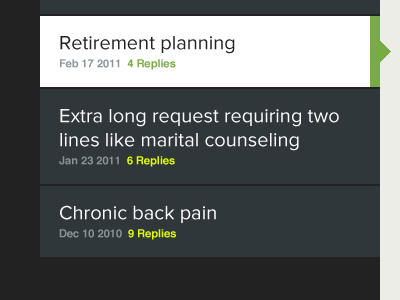 Retirement planning
Feb 17 2011 4 Replies
Extra long request requiring two
lines like marital counseling
Jan 23 2011 6 Replies
Chronic back pain
Dec 10 2010 9 Replies